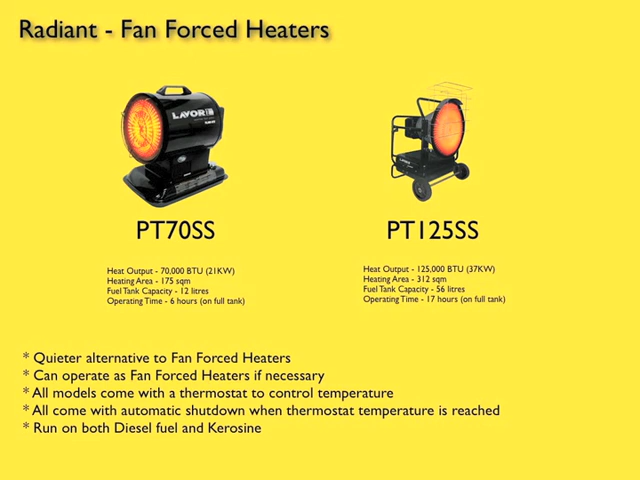 Radiant - Fan Forced Heaters
LAVOR
PT70SS
PT125SS
Heat Output - 70,000 BTU (21KW)
Heating Area - 175 sqm
Fuel Tank Capacity - 12 litres
Operating Time - 6 hours (on full tank)
Heat Output - 125,000 BTU (37KW)
Heating Area - 312 sqm
Fuel Tank Capacity - 56 litres
Operating Time - 17 hours (on full tank)
* Quieter alternative to Fan Forced Heaters
* Can operate as Fan Forced Heaters if necessary
* All models come with a thermostat to control temperature
* All come with automatic shutdown when thermostat temperature is reached
* Run on both Diesel fuel and Kerosine